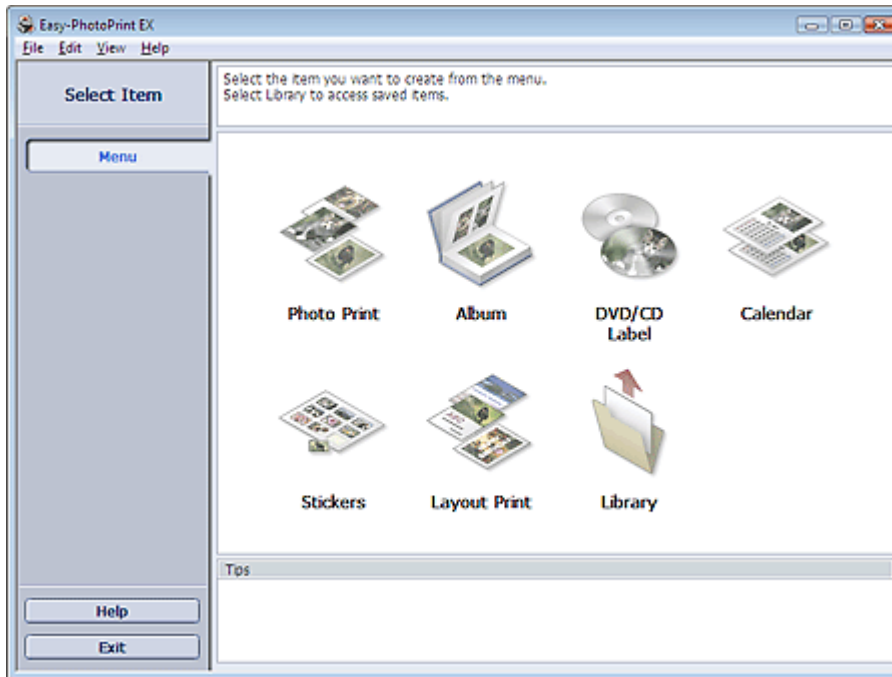 Easy-PhotoPrint EX
File Edit View Help
Select Item
Select the item you want to create from the menu.
Select Library to access saved items.
Menu
Photo Print
Album
DVD/CD
Label
Calendar
Stickers
Layout Print
Library
Tips
Help
Exit